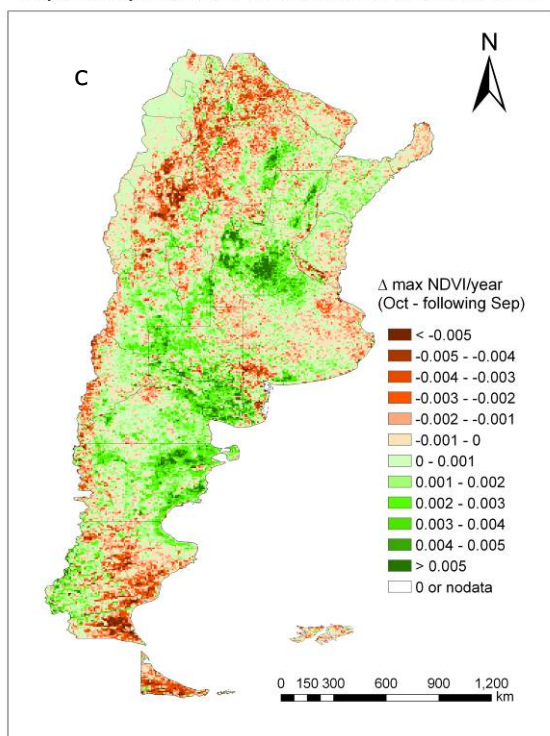 N
c
Δ max NDVI/year
(Oct - following Sep)
< -0.005
-0.005 - -0.004
-0.004 - -0.003
-0.003 - -0.002
-0.002 - -0.001
-0.001 - 0
0 - 0.001
0.001 - 0.002
0.002 - 0.003
0.003 - 0.004
0.004 - 0.005
> 0.005
0 or nodata
0 150 300 600 900 1,200
km